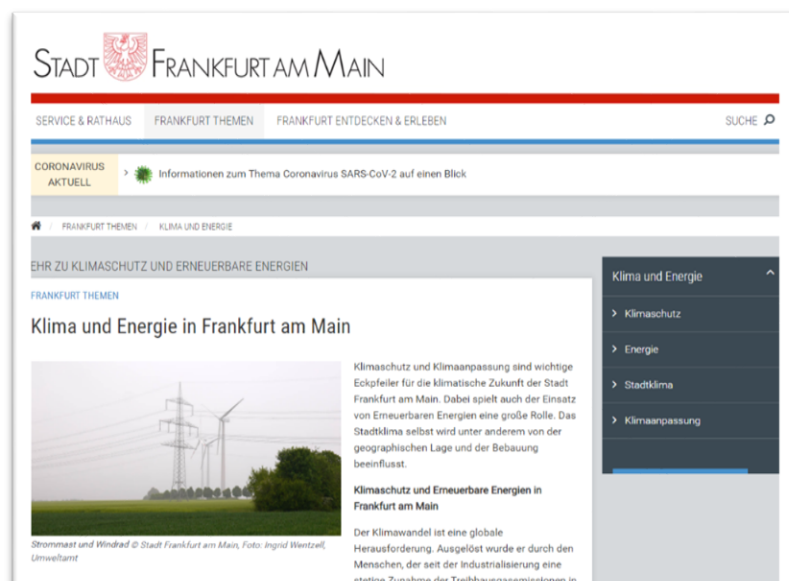 STADT FRANKFURT AM MAIN
SERVICE & RATHAUS FRANKFURT THEMEN FRANKFURT ENTDECKEN & ERLEBEN SUCHE
CORONAVIRUS
AKTUELL
Informationen zum Thema Coronavirus SARS-CoV-2 auf einen Blick
/ FRANKFURT THEMEN / KLIMA UND ENERGIE
EHR ZU KLIMASCHUTZ UND ERNEUERBARE ENERGIEN
FRANKFURT THEMEN
Klima und Energie in Frankfurt am Main
Klimaschutz und Klimaanpassung sind wichtige
Eckpfeiler für die klimatische Zukunft der Stadt
Frankfurt am Main. Dabei spielt auch der Einsatz
von Erneuerbaren Energien eine große Rolle. Das
Stadtklima selbst wird unter anderem von der
geographischen Lage und der Bebauung
beeinflusst.
Klimaschutz und Erneuerbare Energien in
Frankfurt am Main
Der Klimawandel ist eine globale
Herausforderung. Ausgelöst wurde er durch den
Menschen, der seit der Industrialisierung eine
stetige Zunahme der Treibhausgasemissionen in
Strommast und Windrad © Stadt Frankfurt am Main, Foto: Ingrid Wentzell,
Umweltamt
Klima und Energie
Klimaschutz
Energie
Stadtklima
Klimaanpassung